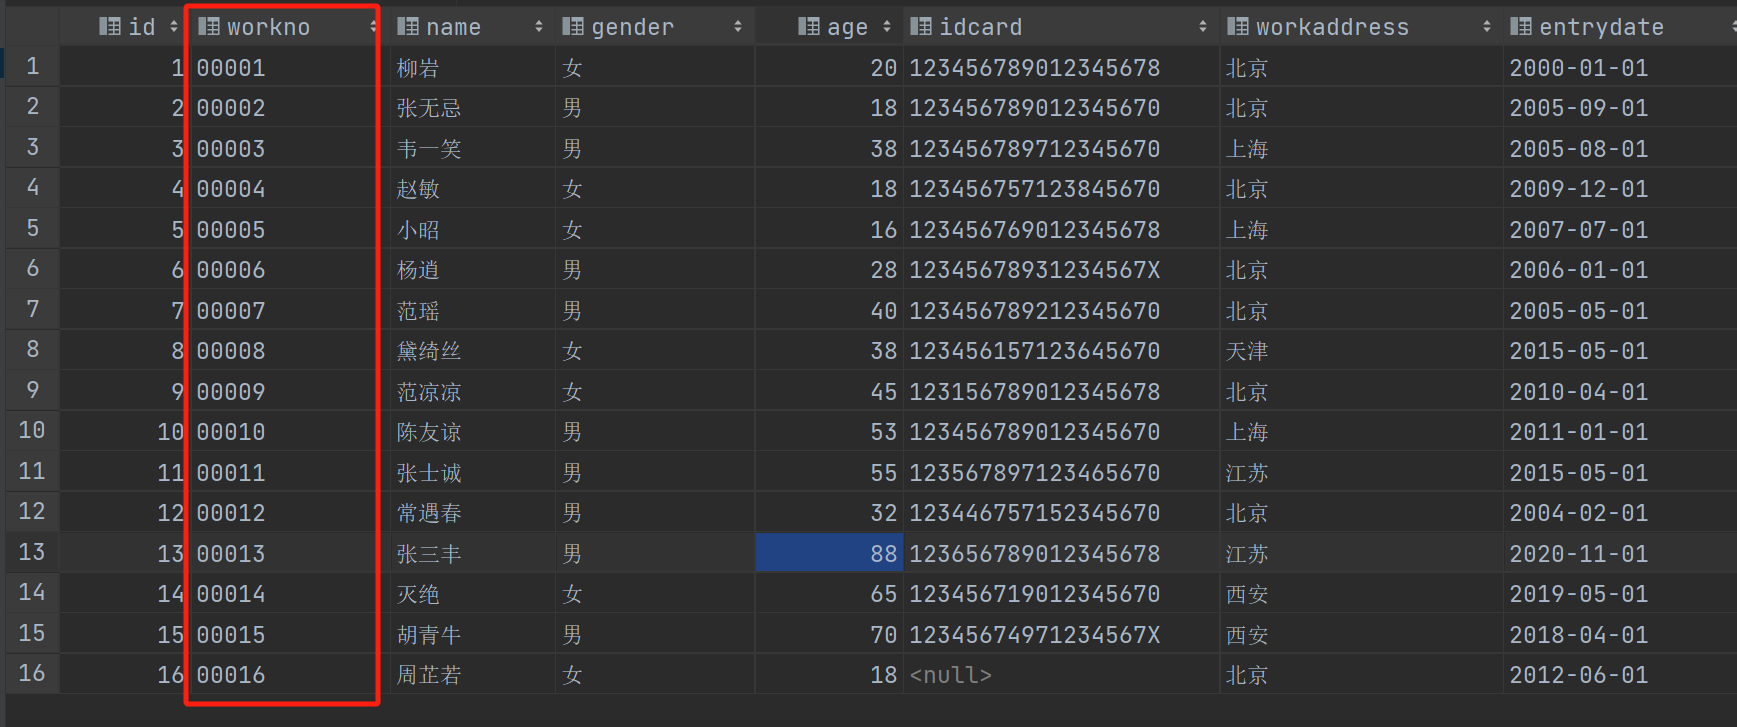 id workno name gender age idcard workaddress entrydate
1 1 00001 柳岩 女 20 123456789012345678 北京 2000-01-01
2 2 00002 张无忌 男 18 123456789012345670 北京 2005-09-01
3 3 00003 韦一笑 男 38 123456789712345670 上海 2005-08-01
4 4 00004 赵敏 女 18 123456757123845670 北京 2009-12-01
5 5 00005 小昭 女 16 123456769012345678 上海 2007-07-01
6 6 00006 杨逍 男 28 12345678931234567X 北京 2006-01-01
7 7 00007 范瑶 男 40 123456789212345670 北京 2005-05-01
8 8 00008 黛绮丝 女 38 123456157123645670 天津 2015-05-01
9 9 00009 范凉凉 女 45 123156789012345678 北京 2010-04-01
10 10 00010 陈友谅 男 53 123456789012345670 上海 2011-01-01
11 11 00011 张士诚 男 55 123567897123465670 江苏 2015-05-01
12 12 00012 常遇春 男 32 123446757152345670 北京 2004-02-01
13 13 00013 张三丰 男 88 123656789012345678 江苏 2020-11-01
14 14 00014 灭绝 女 65 123456719012345670 西安 2019-05-01
15 15 00015 胡青牛 男 70 12345674971234567X 西安 2018-04-01
16 16 00016 周芷若 女 18 <null> 北京 2012-06-01